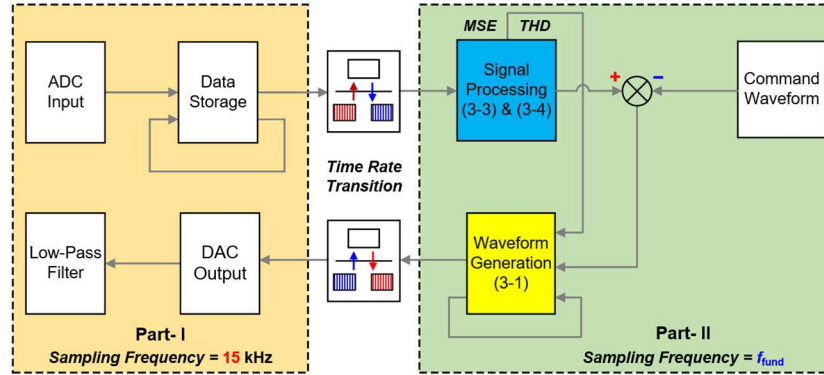 ADC
Input
Data
Storage
Time Rate
Transition
Low-Pass
Filter
DAC
Output
Part- I
Sampling Frequency = 15 kHz
MSE THD
Signal
Processing
(3-3) & (3-4)
+
−
Command
Waveform
Waveform
Generation
(3-1)
Part- II
Sampling Frequency = ffund